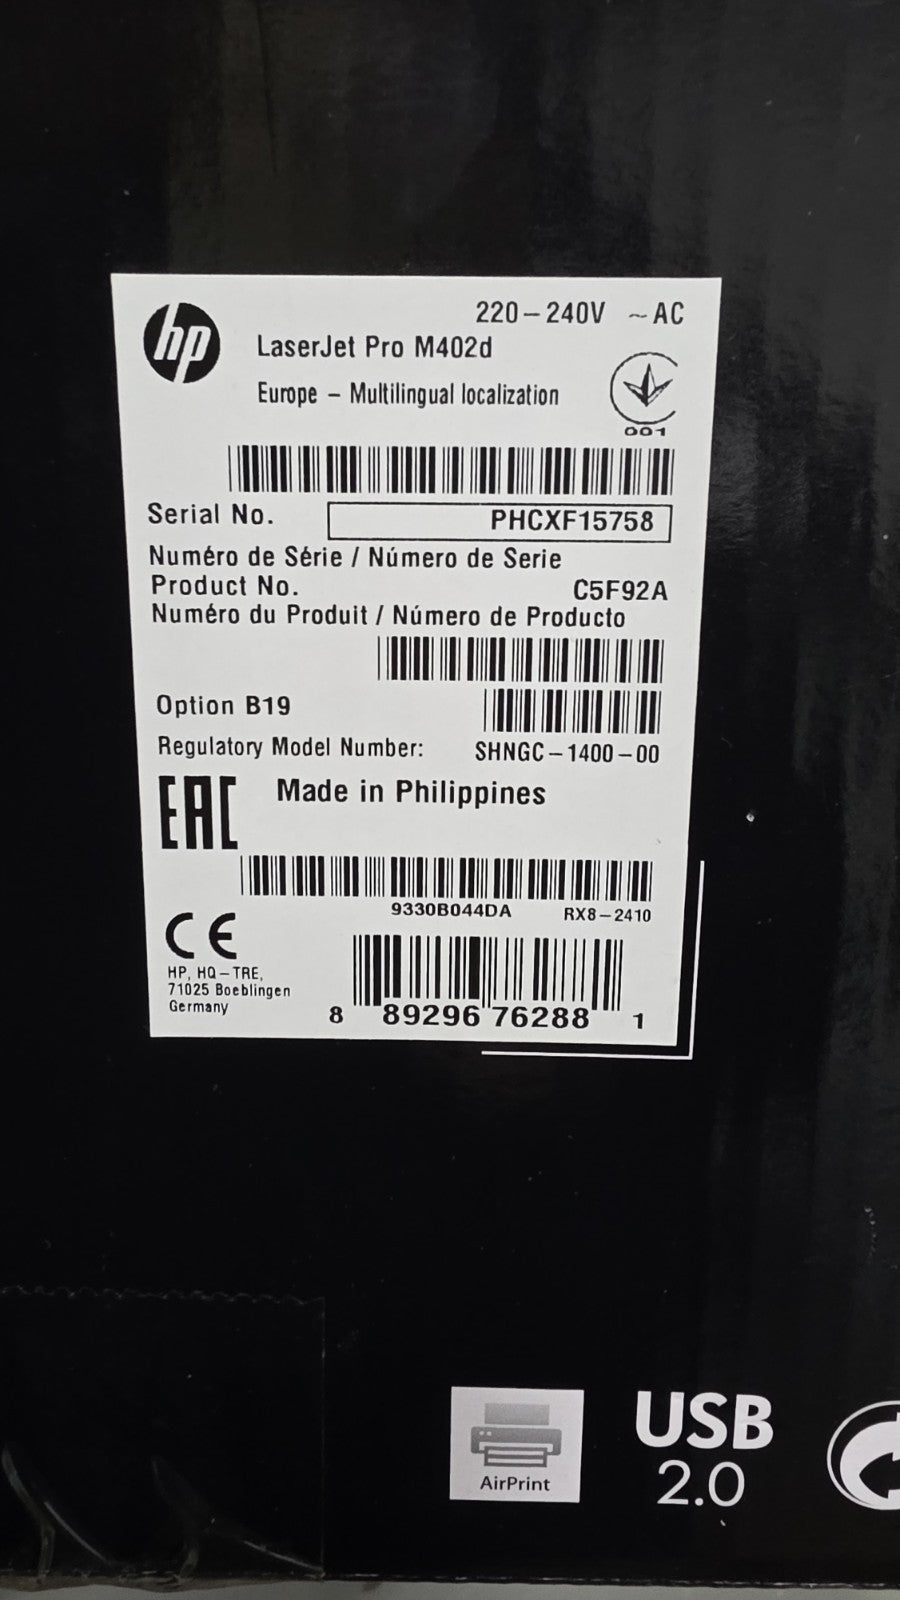 hp
220-240V ~AC
LaserJet Pro M402d
Europe - Multilingual localization
001
Serial No. PHCXF15758
Numéro de Série / Número de Serie
Product No. C5F92A
Numéro du Produit / Número de Producto
Option B19
Regulatory Model Number: SHNGC-1400-00
EAC Made in Philippines
9330B044DA RX8-2410
CE
HP, HQ-TRE,
71025 Boeblingen
Germany
8 89296 76288 1
AirPrint
USB
2.0